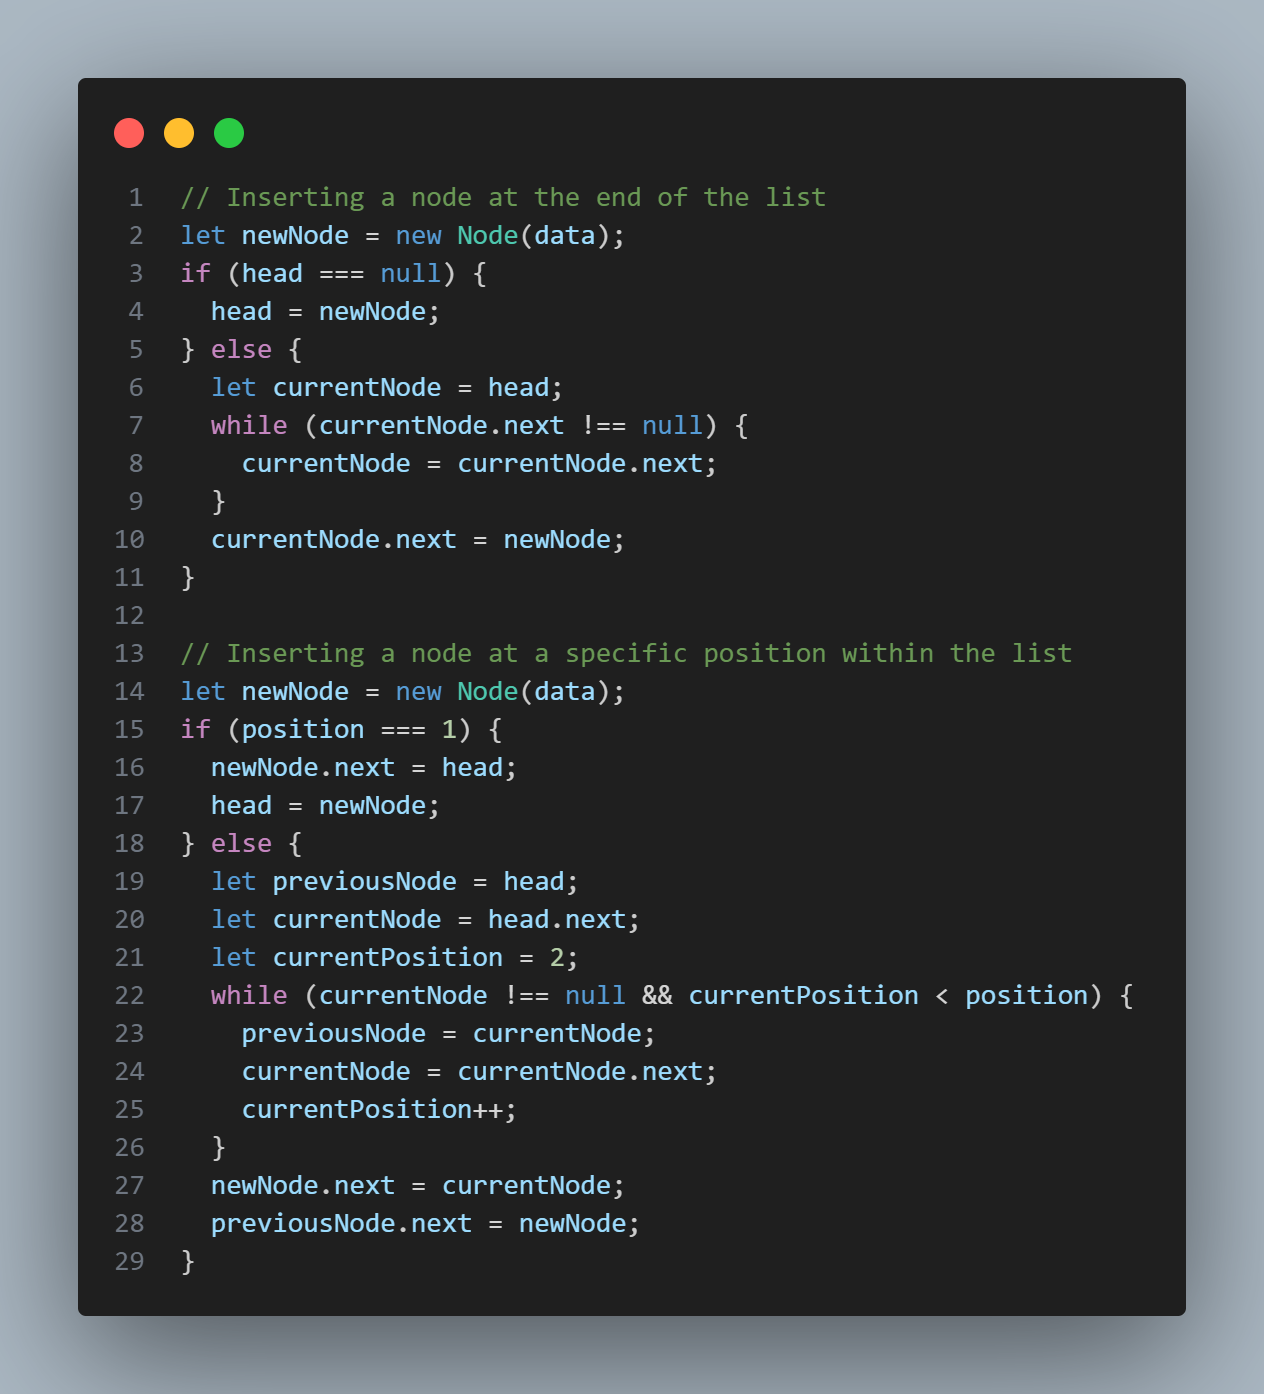 1 // Inserting a node at the end of the list
2 let newNode = new Node(data);
3 if (head === null) {
4   head = newNode;
5 } else {
6   let currentNode = head;
7   while (currentNode.next !== null) {
8     currentNode = currentNode.next;
9   }
10   currentNode.next = newNode;
11 }
12
13 // Inserting a node at a specific position within the list
14 let newNode = new Node(data);
15 if (position === 1) {
16   newNode.next = head;
17   head = newNode;
18 } else {
19   let previousNode = head;
20   let currentNode = head.next;
21   let currentPosition = 2;
22   while (currentNode !== null && currentPosition < position) {
23     previousNode = currentNode;
24     currentNode = currentNode.next;
25     currentPosition++;
26   }
27   newNode.next = currentNode;
28   previousNode.next = newNode;
29 }